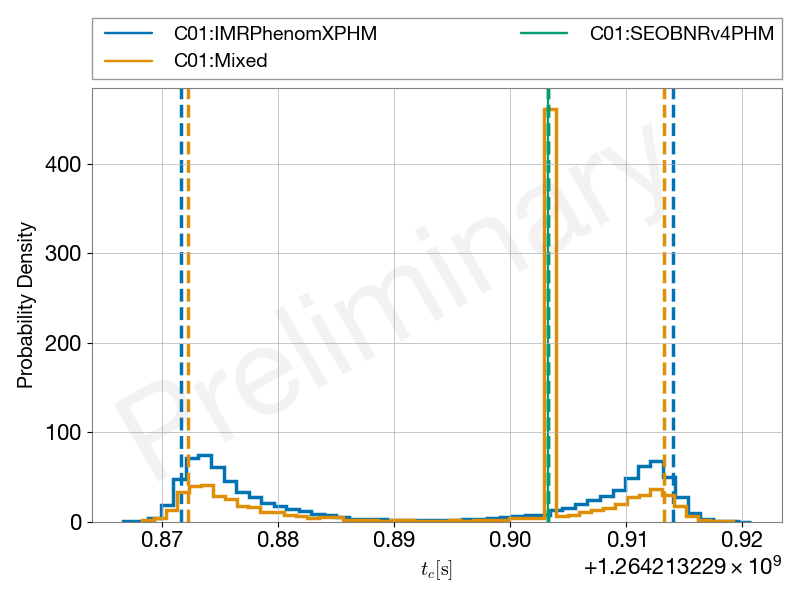 C01:IMRPhenomXPHM
C01:SEOBNRv4PHM
C01:Mixed
Preliminary
Probability Density
400
300
200
100
0
0.87 0.88 0.89 0.90 0.91 0.92
t_c[s]
+1.264213229 × 10^9